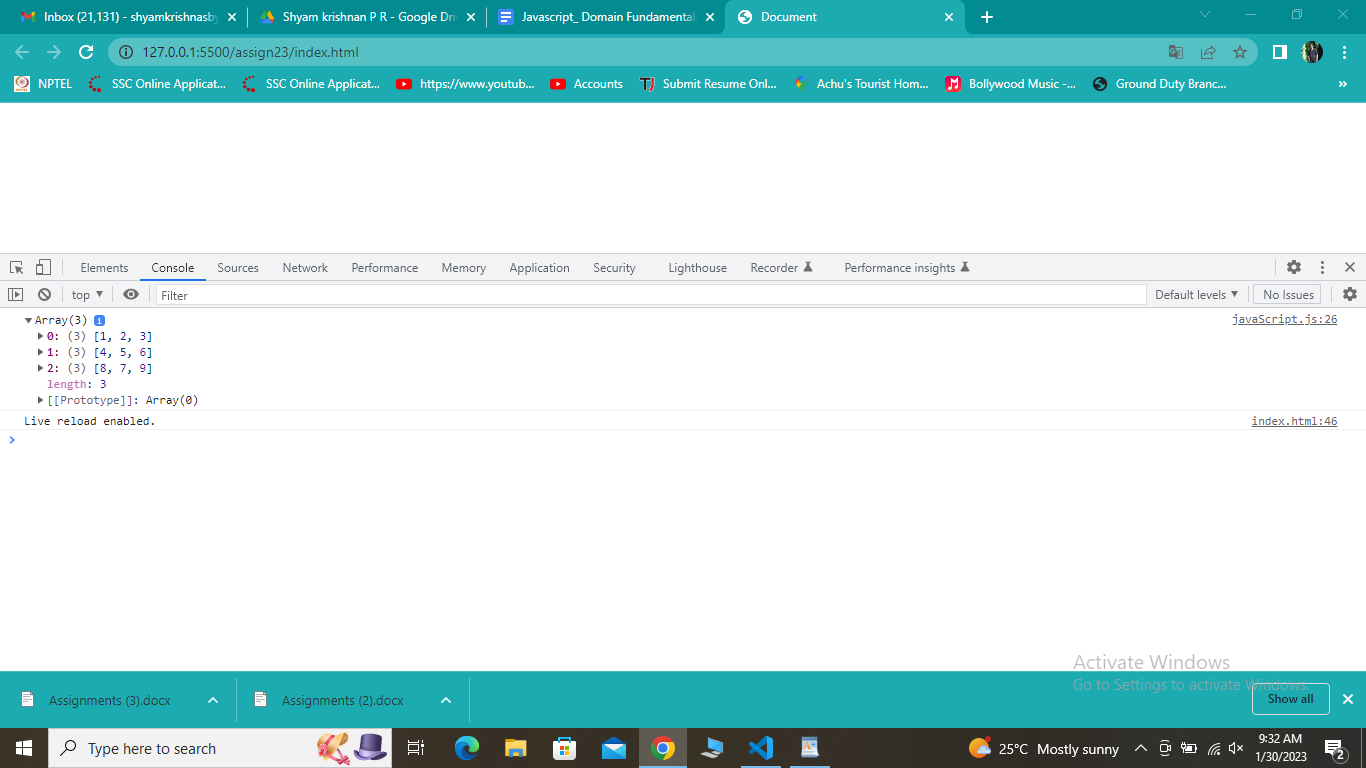 Inbox (21,131) - shyamkrishnasby
Shyam krishnan P R - Google Driv
Javascript_ Domain Fundamental
Document
127.0.0.1:5500/assign23/index.html
NPTEL
SSC Online Applicat...
SSC Online Applicat...
https://www.youtub...
Accounts
Submit Resume Onl...
Achu's Tourist Hom...
Bollywood Music -...
Ground Duty Branc...
»
Elements Console Sources Network Performance Memory Application Security Lighthouse Recorder Performance insights
top ▼ Filter Default levels ▼ No Issues
▼Array(3) i javaScript.js:26
▶0: (3) [1, 2, 3]
▶1: (3) [4, 5, 6]
▶2: (3) [8, 7, 9]
length: 3
▶[[Prototype]]: Array(0)
Live reload enabled. index.html:46
>
Activate Windows
Go to Settings to activate Windows.
Assignments (3).docx
Assignments (2).docx
Show all
Type here to search
25°C Mostly sunny
9:32 AM
1/30/2023
2